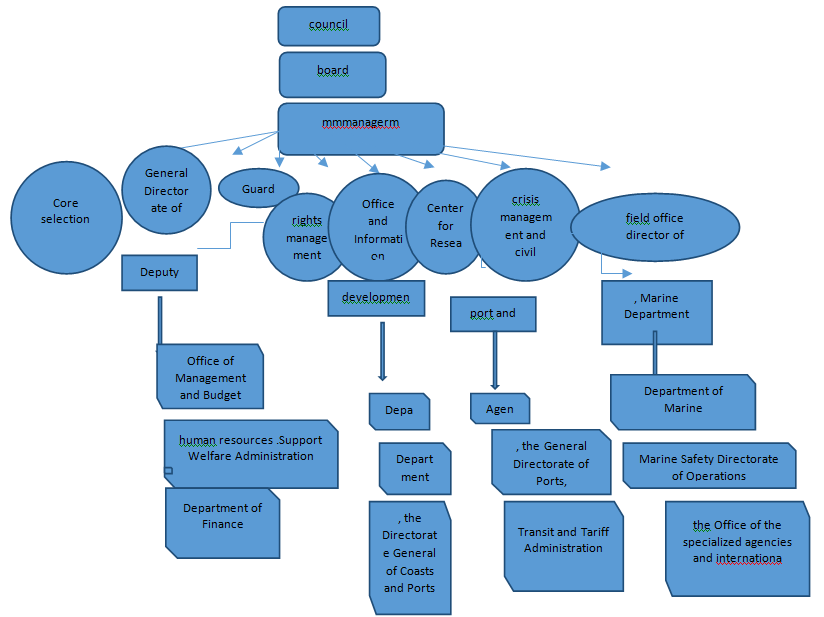 council
board
mmmanagerm
Core
selection
General
Director
ate of
Guard
rights
manage
ment
Office
and
Informati
on
Center
for
Resea
crisis
managem
ent and
civil
field office
director of
Deputy
developmen
port and
, Marine
Department
Office of
Management
and Budget
human resources .Support
Welfare Administration
Department of
Finance
Depa
Depart
ment
, the
Directorat
e General
of Coasts
and Ports
Agen
, the General
Directorate of
Ports,
Transit and Tariff
Administration
Department of
Marine
Marine Safety Directorate
of Operations
the Office of the
specialized agencies
and internationa